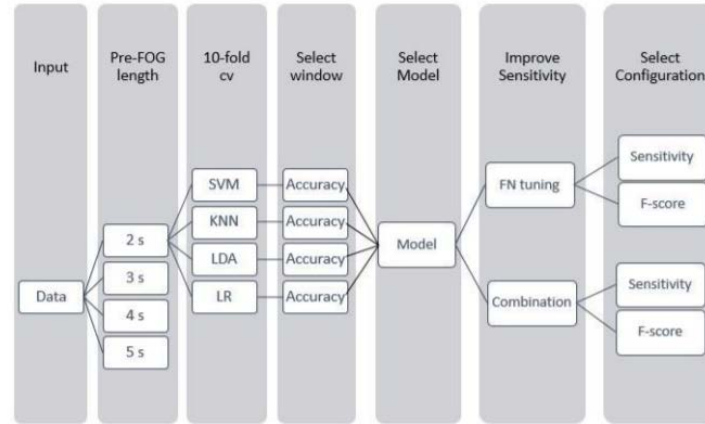 Input
Pre-FOG
length
10-fold
cv
Select
window
Select
Model
Improve
Sensitivity
Select
Configuration
Data
2 s
3 s
4 s
5 s
SVM
KNN
LDA
LR
Accuracy
Accuracy
Accuracy
Accuracy
Model
FN tuning
Combination
Sensitivity
F-score
Sensitivity
F-score